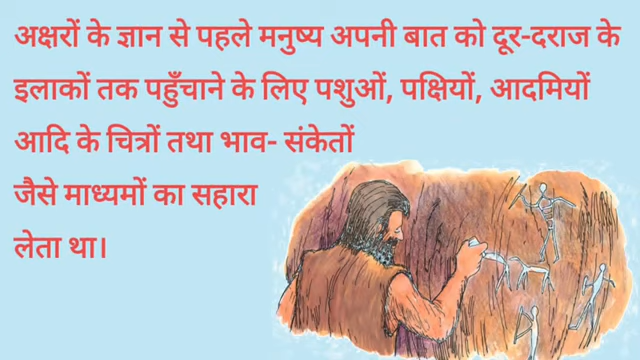 अक्षरों के ज्ञान से पहले मनुष्य अपनी बात को दूर-दराज के
इलाकों तक पहुँचाने के लिए पशुओं, पक्षियों, आदमियों
आदि के चित्रों तथा भाव- संकेतों
जैसे माध्यमों का सहारा
लेता था।